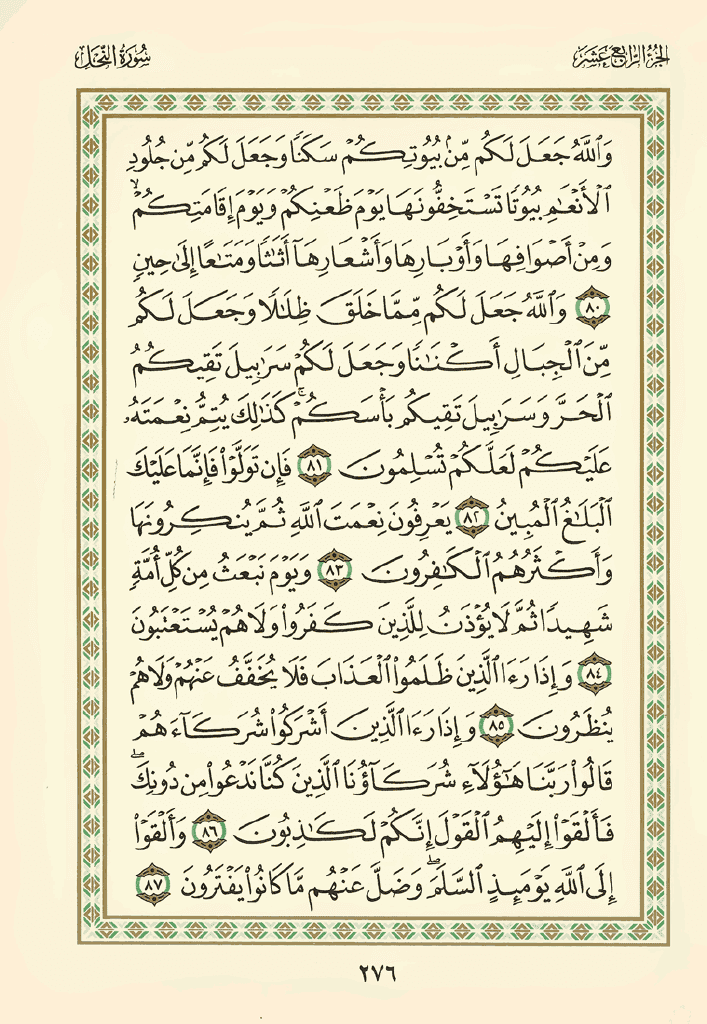 الجزء الرابع عشر
سورة النحل
وَٱللَّهُ جَعَلَ لَكُم مِّنۢ بُيُوتِكُمْ سَكَنًا وَجَعَلَ لَكُم مِّن جُلُودِ
ٱلْأَنْعَٰمِ بُيُوتًا تَسْتَخِفُّونَهَا يَوْمَ ظَعْنِكُمْ وَيَوْمَ إِقَامَتِكُمْ ۙ
وَمِنْ أَصْوَافِهَا وَأَوْبَارِهَا وَأَشْعَارِهَآ أَثَٰثًا وَمَتَٰعًا إِلَىٰ حِينٍ
٨٠ وَٱللَّهُ جَعَلَ لَكُم مِّمَّا خَلَقَ ظِلَٰلًا وَجَعَلَ لَكُم
مِّنَ ٱلْجِبَالِ أَكْنَٰنًا وَجَعَلَ لَكُمْ سَرَٰبِيلَ تَقِيكُمُ
ٱلْحَرَّ وَسَرَٰبِيلَ تَقِيكُم بَأْسَكُمْ ۚ كَذَٰلِكَ يُتِمُّ نِعْمَتَهُۥ
عَلَيْكُمْ لَعَلَّكُمْ تُسْلِمُونَ ٨١ فَإِن تَوَلَّوْا۟ فَإِنَّمَا عَلَيْكَ
ٱلْبَلَٰغُ ٱلْمُبِينُ ٨٢ يَعْرِفُونَ نِعْمَتَ ٱللَّهِ ثُمَّ يُنكِرُونَهَا
وَأَكْثَرُهُمُ ٱلْكَٰفِرُونَ ٨٣ وَيَوْمَ نَبْعَثُ مِن كُلِّ أُمَّةٍ
شَهِيدًا ثُمَّ لَا يُؤْذَنُ لِلَّذِينَ كَفَرُوا۟ وَلَا هُمْ يُسْتَعْتَبُونَ
٨٤ وَإِذَا رَءَا ٱلَّذِينَ ظَلَمُوا۟ ٱلْعَذَابَ فَلَا يُخَفَّفُ عَنْهُمْ وَلَا هُمْ
يُنظَرُونَ ٨٥ وَإِذَا رَءَا ٱلَّذِينَ أَشْرَكُوا۟ شُرَكَآءَهُمْ
قَالُوا۟ رَبَّنَا هَٰٓؤُلَآءِ شُرَكَآؤُنَا ٱلَّذِينَ كُنَّا نَدْعُوا۟ مِن دُونِكَ ۖ
فَأَلْقَوْا۟ إِلَيْهِمُ ٱلْقَوْلَ إِنَّكُمْ لَكَٰذِبُونَ ٨٦ وَأَلْقَوْا۟
إِلَى ٱللَّهِ يَوْمَئِذٍ ٱلسَّلَمَ ۖ وَضَلَّ عَنْهُم مَّا كَانُوا۟ يَفْتَرُونَ ٨٧
٢٧٦